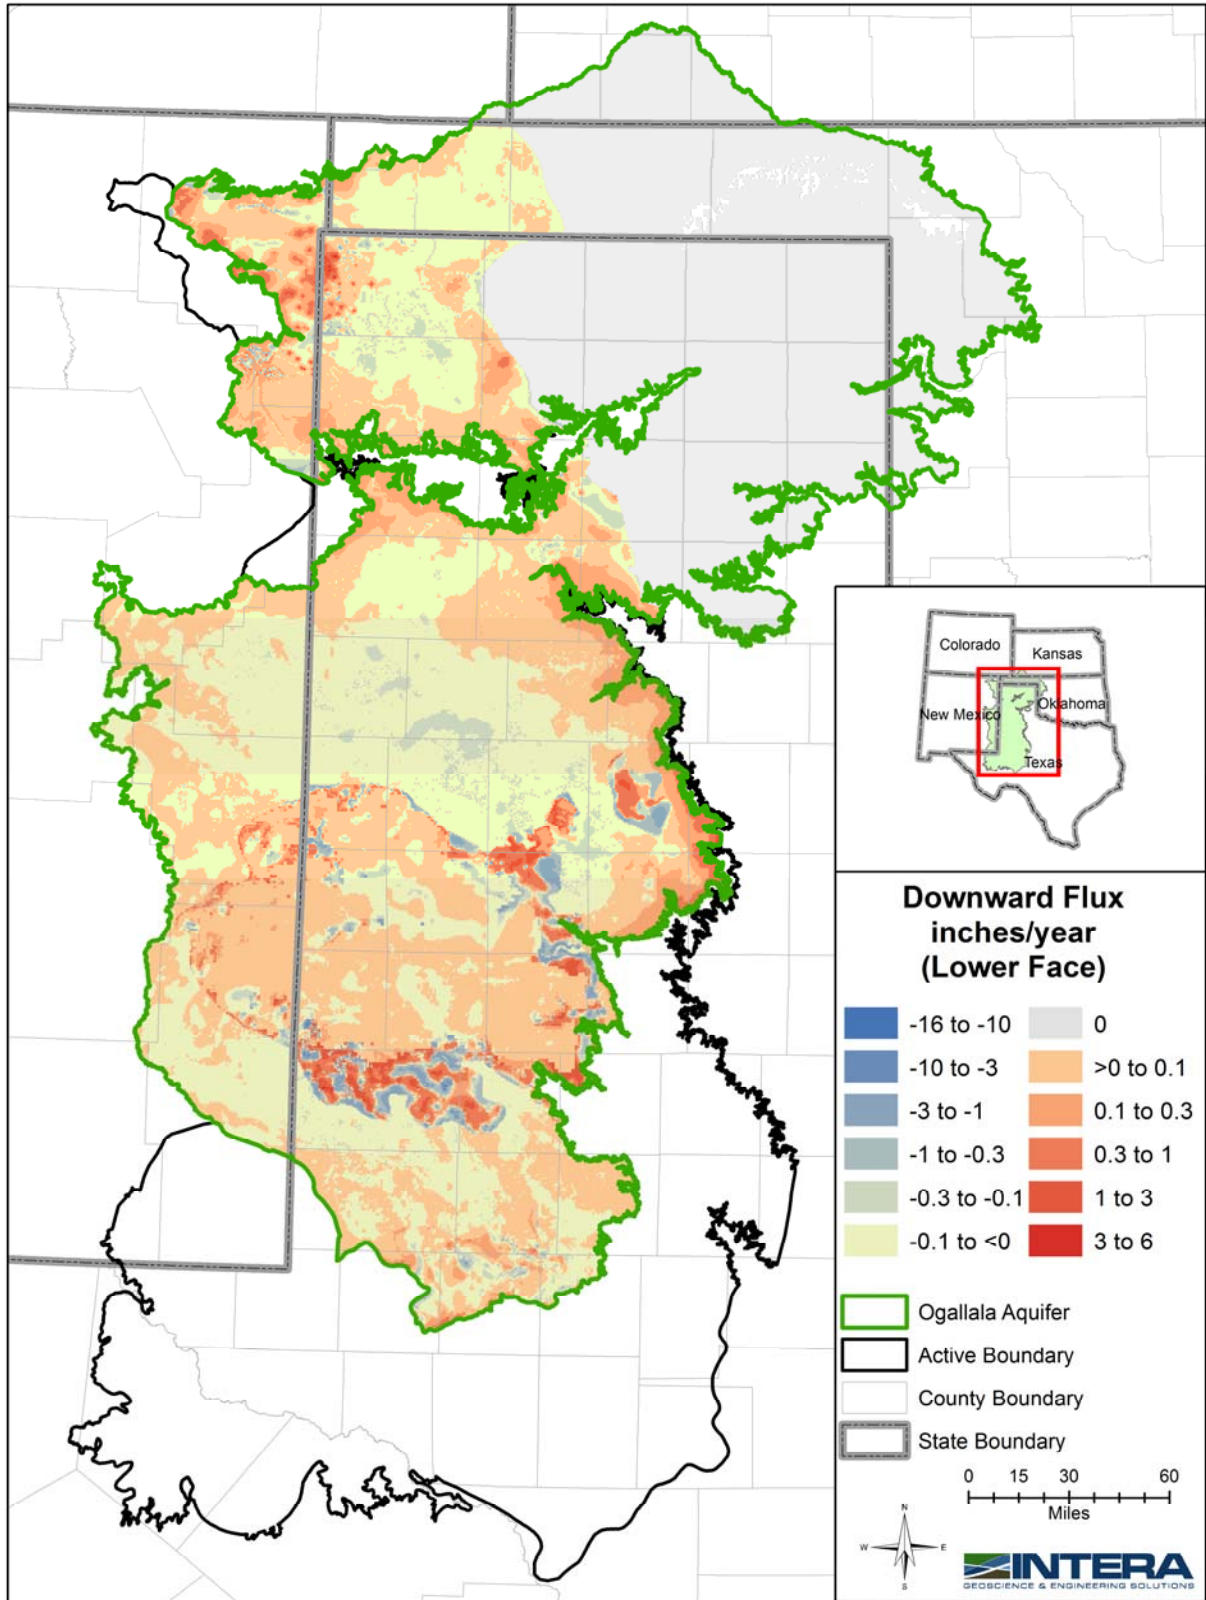 Colorado
Kansas
New Mexico
Oklahoma
Texas
Downward Flux
inches/year
(Lower Face)
-16 to -10
0
-10 to -3
>0 to 0.1
-3 to -1
0.1 to 0.3
-1 to -0.3
0.3 to 1
-0.3 to -0.1
1 to 3
-0.1 to <0
3 to 6
Ogallala Aquifer
Active Boundary
County Boundary
State Boundary
0 15 30 60
Miles
N
W E
S
INTERA
GEOSCIENCE & ENGINEERING SOLUTIONS